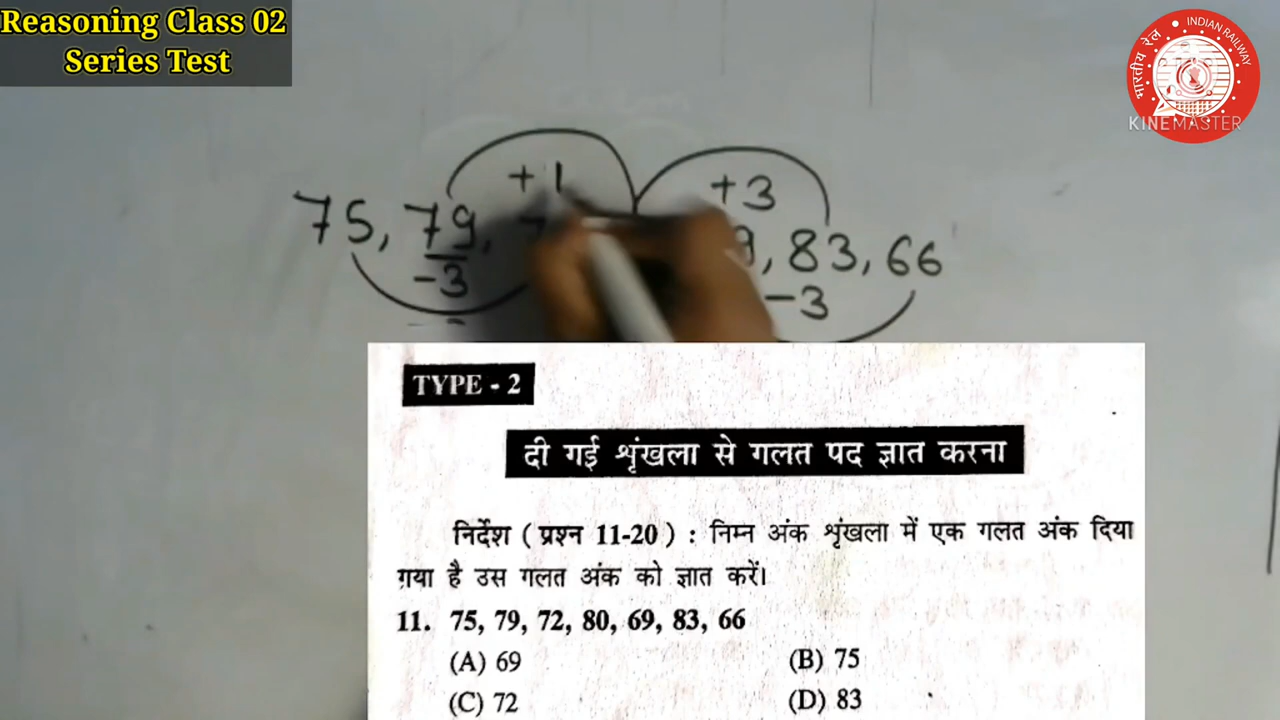 Reasoning Class 02
Series Test
भारतीय रेल • INDIAN RAILWAY
KINEMASTER
+1
+3
75, 79, 83, 66
-3
-3
TYPE - 2
दी गई शृंखला से गलत पद ज्ञात करना
निर्देश ( प्रश्न 11-20 ) : निम्न अंक शृंखला में एक गलत अंक दिया
गया है उस गलत अंक को ज्ञात करें।
11. 75, 79, 72, 80, 69, 83, 66
(A) 69
(B) 75
(C) 72
(D) 83